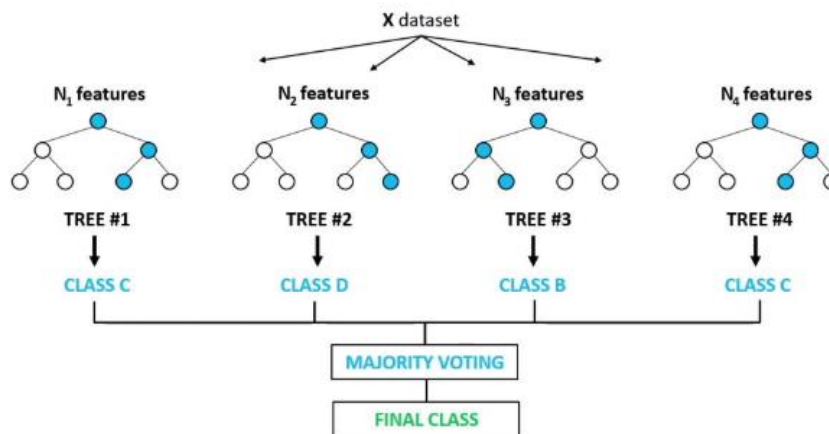 X dataset
N₁ features N₂ features N₃ features N₄ features
TREE #1 TREE #2 TREE #3 TREE #4
CLASS C CLASS D CLASS B CLASS C
MAJORITY VOTING
FINAL CLASS